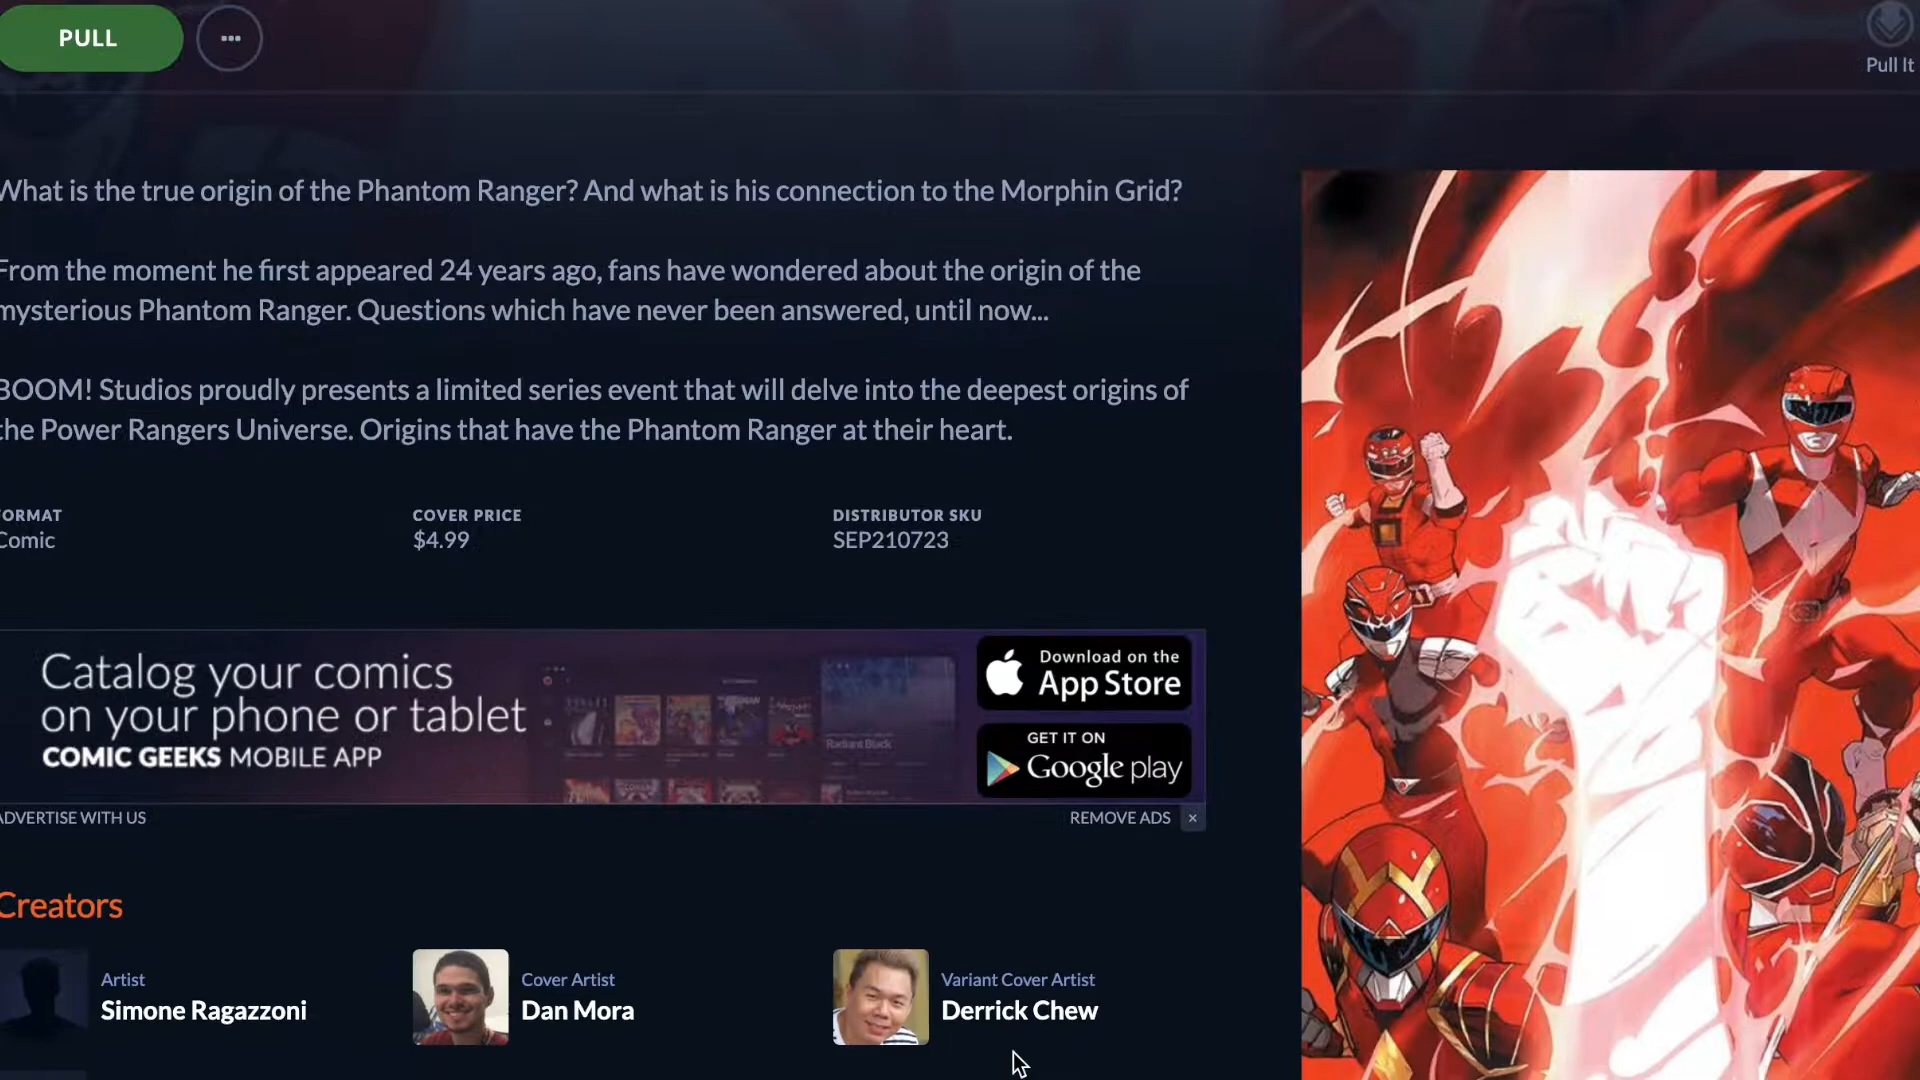 PULL
Pull It
What is the true origin of the Phantom Ranger? And what is his connection to the Morphin Grid?
From the moment he first appeared 24 years ago, fans have wondered about the origin of the
mysterious Phantom Ranger. Questions which have never been answered, until now...
BOOM! Studios proudly presents a limited series event that will delve into the deepest origins of
the Power Rangers Universe. Origins that have the Phantom Ranger at their heart.
FORMAT
Comic
COVER PRICE
$4.99
DISTRIBUTOR SKU
SEP210723
Catalog your comics
on your phone or tablet
COMIC GEEKS MOBILE APP
Radiant Black
Download on the
App Store
GET IT ON
Google play
ADVERTISE WITH US
REMOVE ADS ×
Creators
Artist
Simone Ragazzoni
Cover Artist
Dan Mora
Variant Cover Artist
Derrick Chew